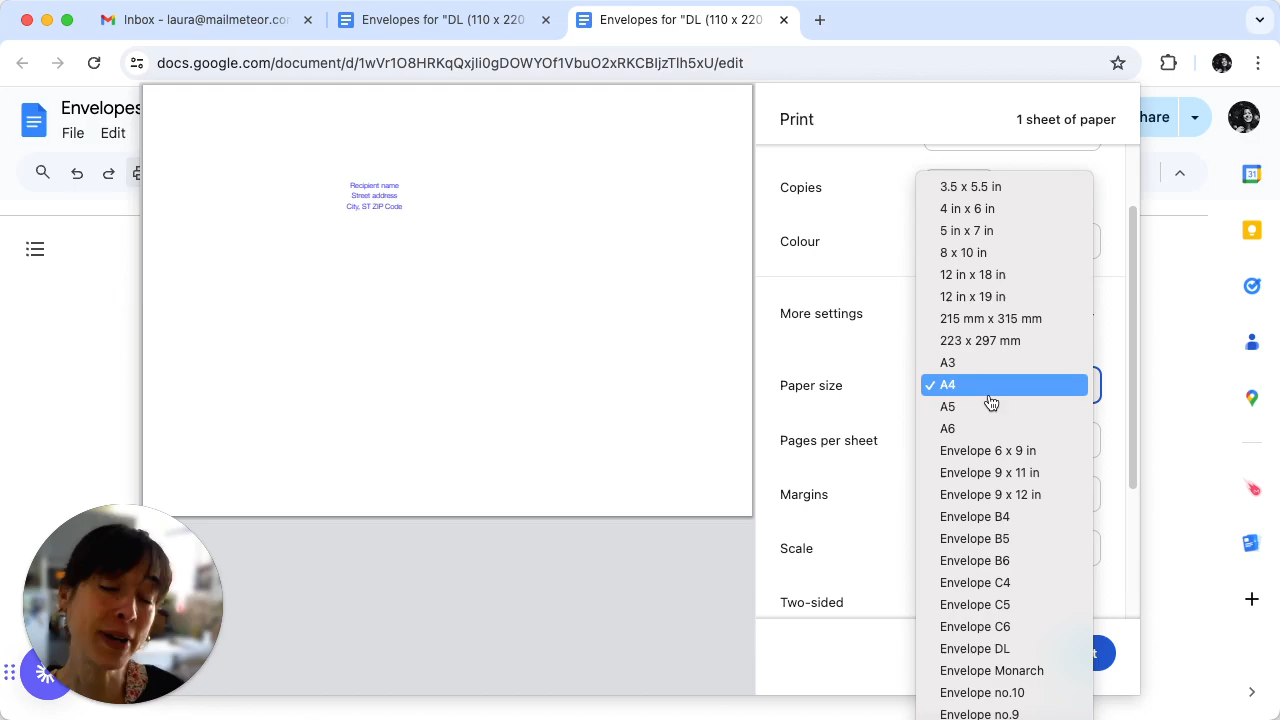 Inbox - laura@mailmeteor.co
Envelopes for "DL (110 x 220
Envelopes for "DL (110 x 220
docs.google.com/document/d/1wVr1O8HRKqQxjli0gDOWYOf1VbuO2xRKCBIjzTlh5xU/edit
Envelopes
File Edit
hare
Recipient name
Street address
City, ST ZIP Code
Print
1 sheet of paper
Copies
Colour
More settings
Paper size
Pages per sheet
Margins
Scale
Two-sided
3.5 x 5.5 in
4 in x 6 in
5 in x 7 in
8 x 10 in
12 in x 18 in
12 in x 19 in
215 mm x 315 mm
223 x 297 mm
A3
✓ A4
A5
A6
Envelope 6 x 9 in
Envelope 9 x 11 in
Envelope 9 x 12 in
Envelope B4
Envelope B5
Envelope B6
Envelope C4
Envelope C5
Envelope C6
Envelope DL
Envelope Monarch
Envelope no.10
Envelope no.9
t
31